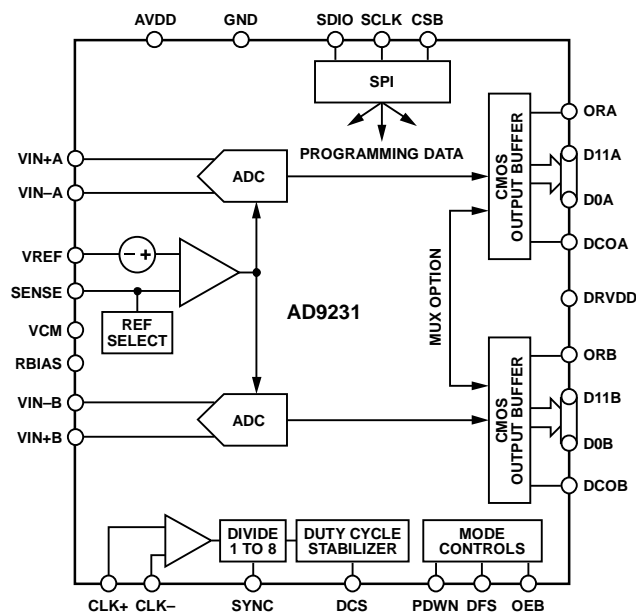 AVDD
GND
SDIO
SCLK
CSB
SPI
PROGRAMMING DATA
VIN+A
VIN–A
ADC
CMOS
OUTPUT BUFFER
ORA
D11A
D0A
DCOA
VREF
– +
SENSE
REF
SELECT
AD9231
MUX OPTION
DRVDD
VCM
RBIAS
VIN–B
VIN+B
ADC
CMOS
OUTPUT BUFFER
ORB
D11B
D0B
DCOB
DIVIDE
1 TO 8
DUTY CYCLE
STABILIZER
MODE
CONTROLS
CLK+
CLK–
SYNC
DCS
PDWN
DFS
OEB